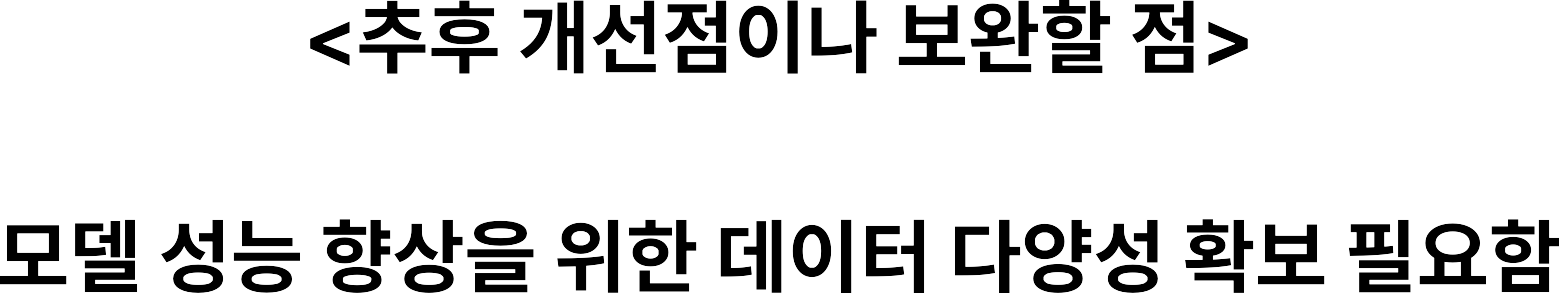 <추후 개선점이나 보완할 점>
모델 성능 향상을 위한 데이터 다양성 확보 필요함